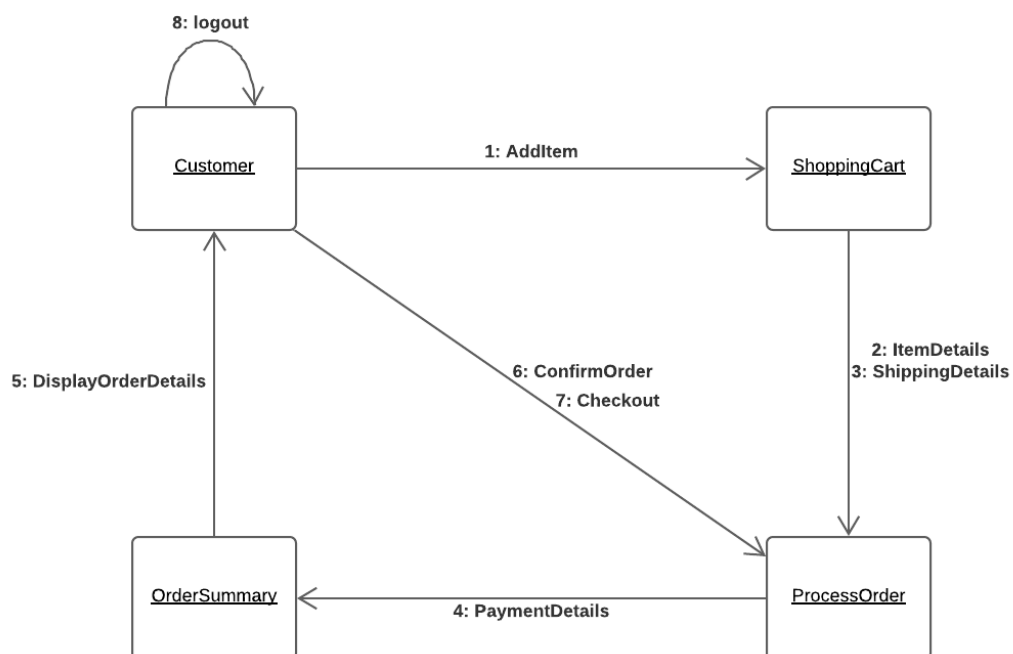 8: logout
Customer
1: AddItem
ShoppingCart
2: ItemDetails
3: ShippingDetails
5: DisplayOrderDetails
6: ConfirmOrder
7: Checkout
OrderSummary
4: PaymentDetails
ProcessOrder